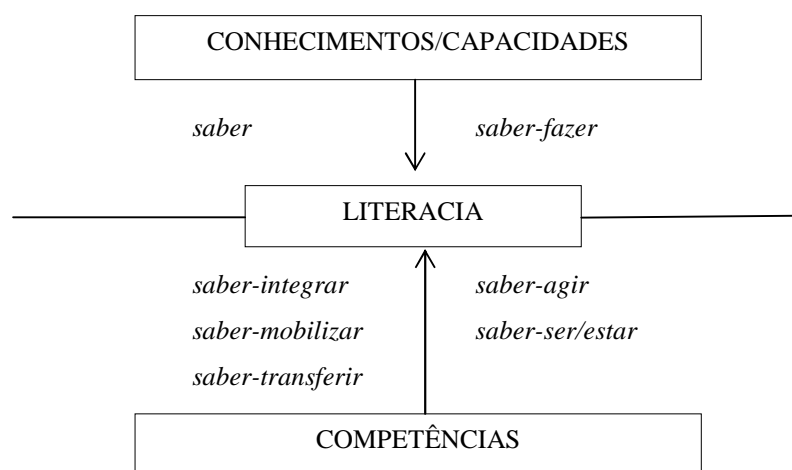 CONHECIMENTOS/CAPACIDADES
saber saber-fazer
LITERACIA
saber-integrar saber-agir
saber-mobilizar saber-ser/estar
saber-transferir
COMPETÊNCIAS